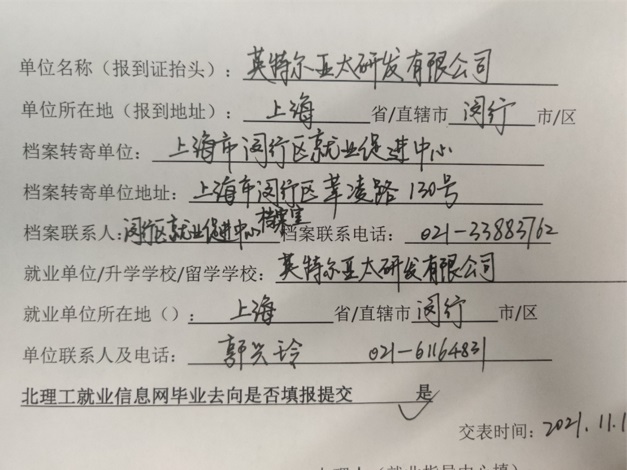 单位名称（报到证抬头）：英特尔亚太研发有限公司
单位所在地（报到地址）：上海省/直辖市闵行市/区
档案转寄单位：上海市闵行区就业促进中心
档案转寄单位地址：上海市闵行区莘凌路130号
档案联系人:闵行区就业促进中心档案室 档案联系电话：021-33883762
就业单位/升学学校/留学学校:英特尔亚太研发有限公司
就业单位所在地（）：上海省/直辖市闵行市/区
单位联系人及电话：郭兴玲 021-61164831
北理工就业信息网毕业去向是否填报提交 是
交表时间：2021.11.1